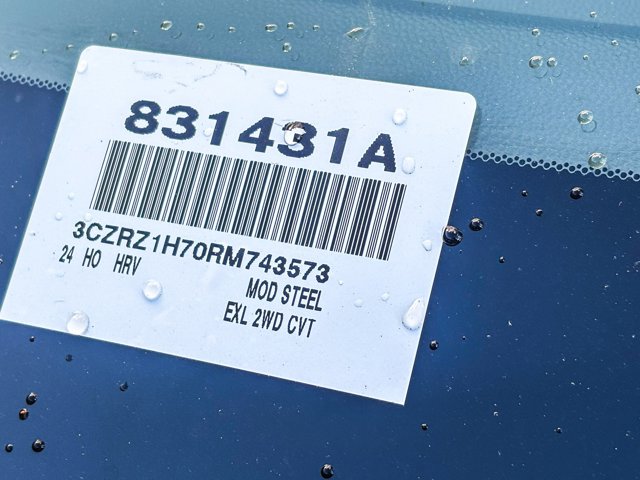 831431A
3CZRZ1H70RM743573
24 HO HRV
MOD STEEL
EXL 2WD CVT